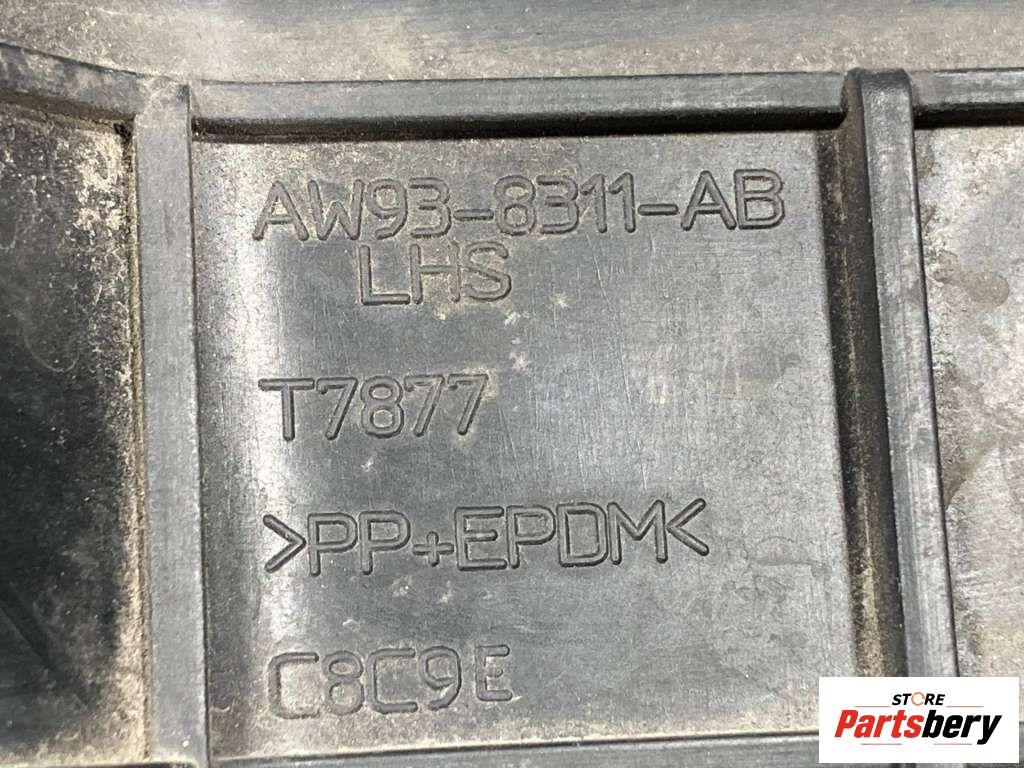 AW93-8311-AB
LHS
T7877
>PP+EPDM<
C8C9E
STORE
Partsbery